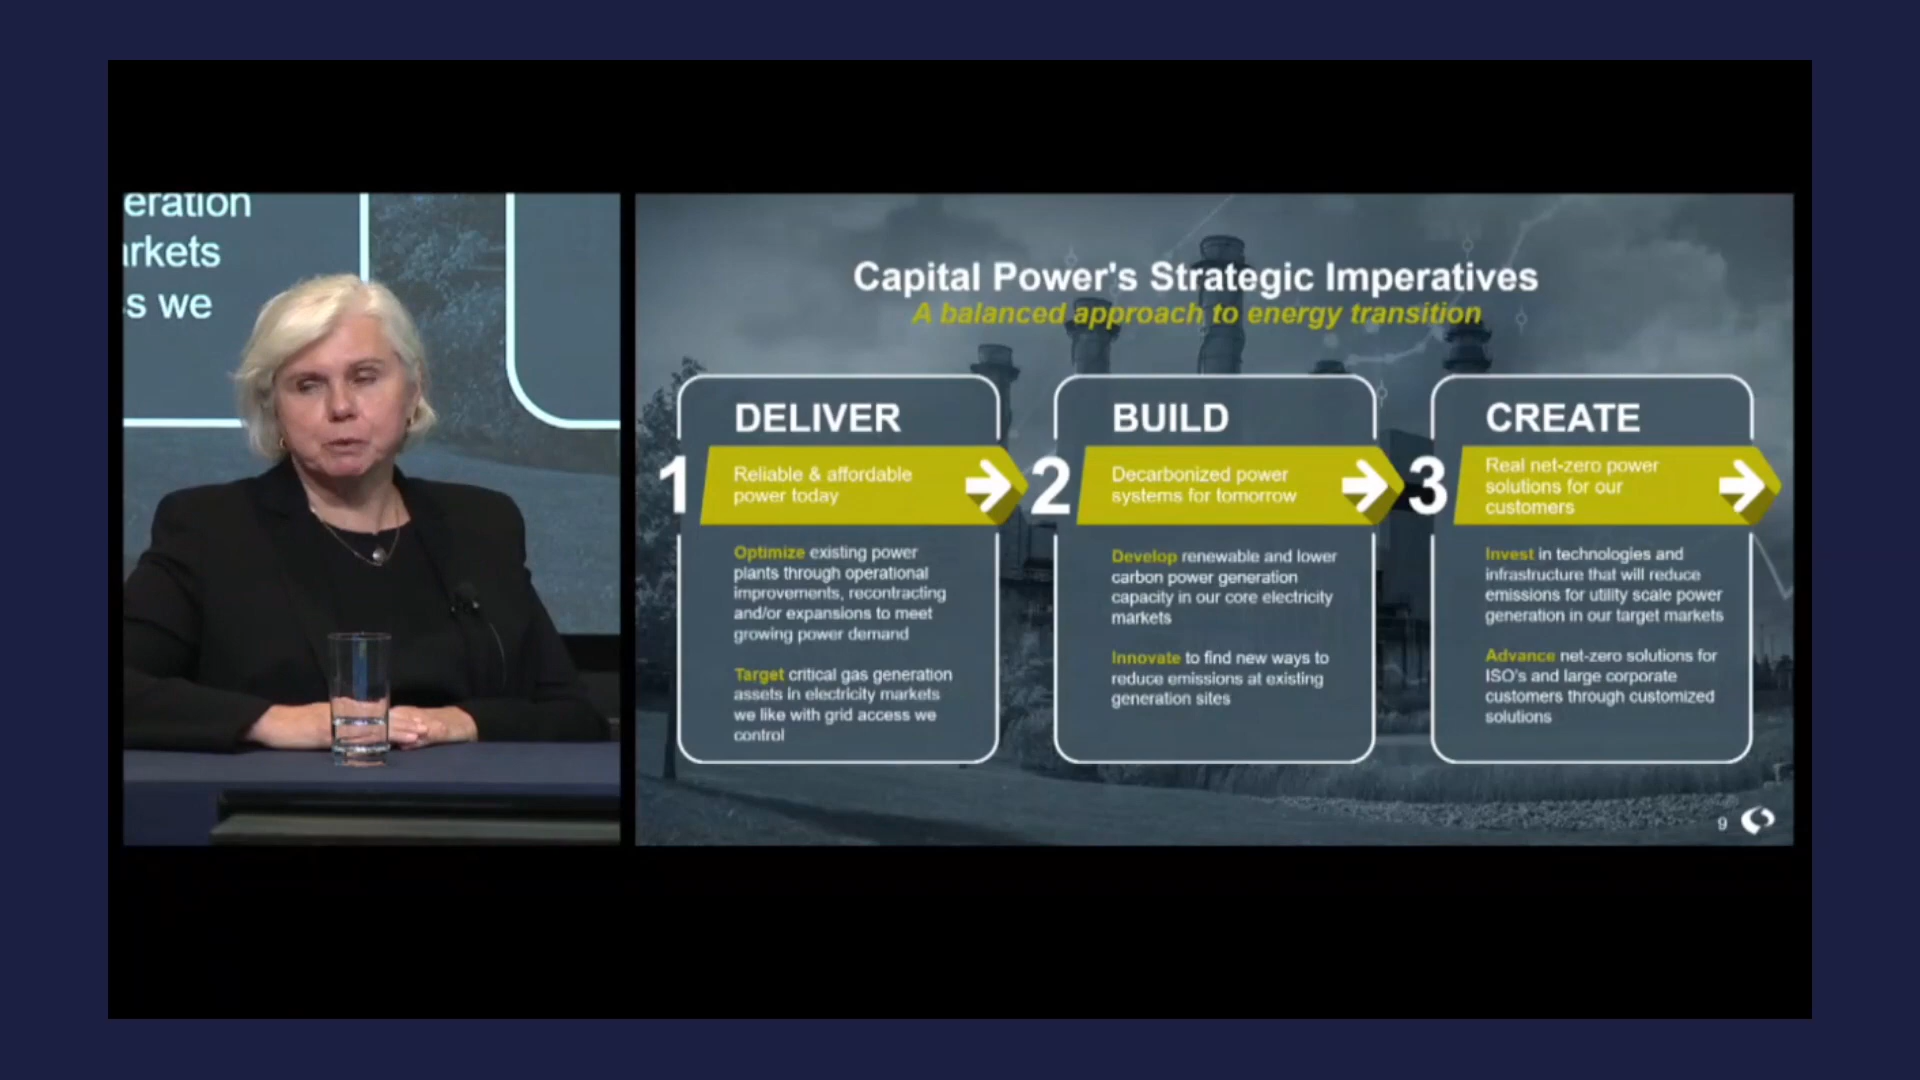 eration
arkets
s we
Capital Power's Strategic Imperatives
A balanced approach to energy transition
DELIVER
1
Reliable & affordable
power today
Optimize existing power
plants through operational
improvements, recontracting
and/or expansions to meet
growing power demand
Target critical gas generation
assets in electricity markets
we like with grid access we
control
BUILD
2
Decarbonized power
systems for tomorrow
Develop renewable and lower
carbon power generation
capacity in our core electricity
markets
Innovate to find new ways to
reduce emissions at existing
generation sites
CREATE
3
Real net-zero power
solutions for our
customers
Invest in technologies and
infrastructure that will reduce
emissions for utility scale power
generation in our target markets
Advance net-zero solutions for
ISO's and large corporate
customers through customized
solutions
9